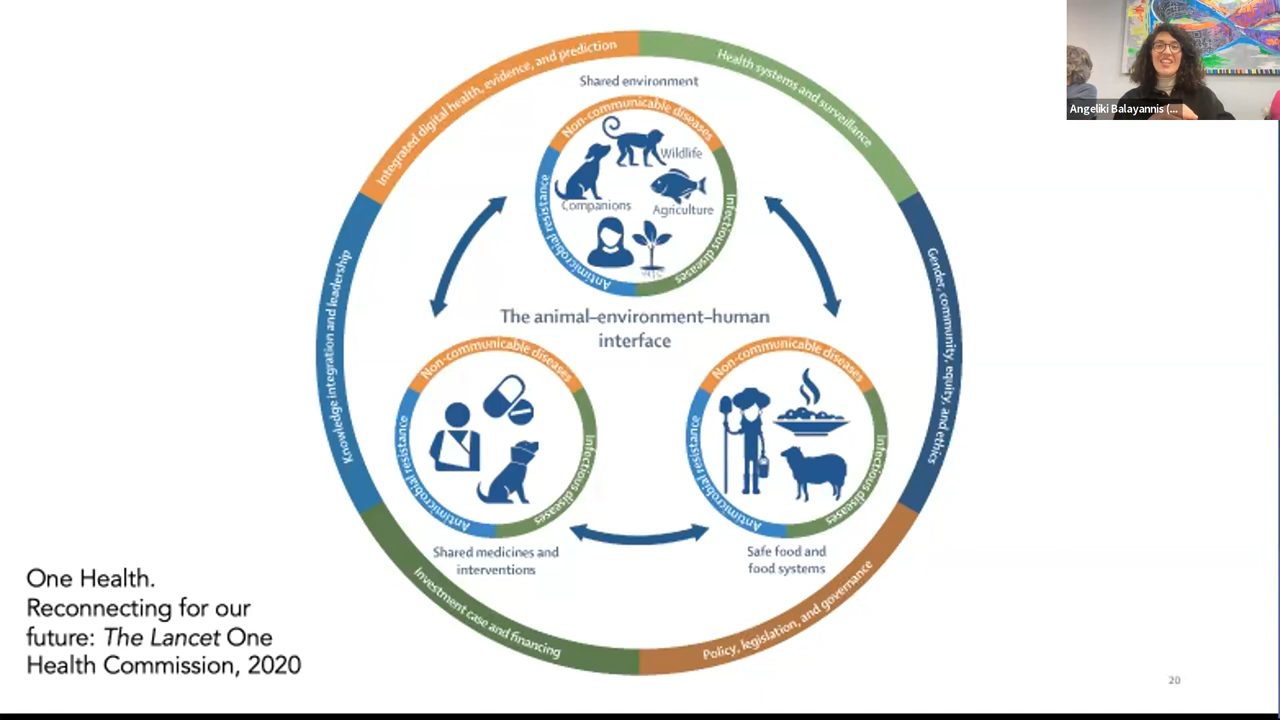 Angeliki Balayannis (...
Integrated digital health, evidence, and prediction
Health systems and surveillance
Gender, community, equity, and ethics
Policy, legislation, and governance
Investment case and financing
Knowledge integration and leadership
Shared environment
Non-communicable diseases
Wildlife
Companions
Agriculture
Antimicrobial resistance
Infectious diseases
The animal–environment–human
interface
Non-communicable diseases
Antimicrobial resistance
Infectious diseases
Shared medicines and
interventions
Non-communicable diseases
Antimicrobial resistance
Infectious diseases
Safe food and
food systems
One Health.
Reconnecting for our
future: The Lancet One
Health Commission, 2020
20